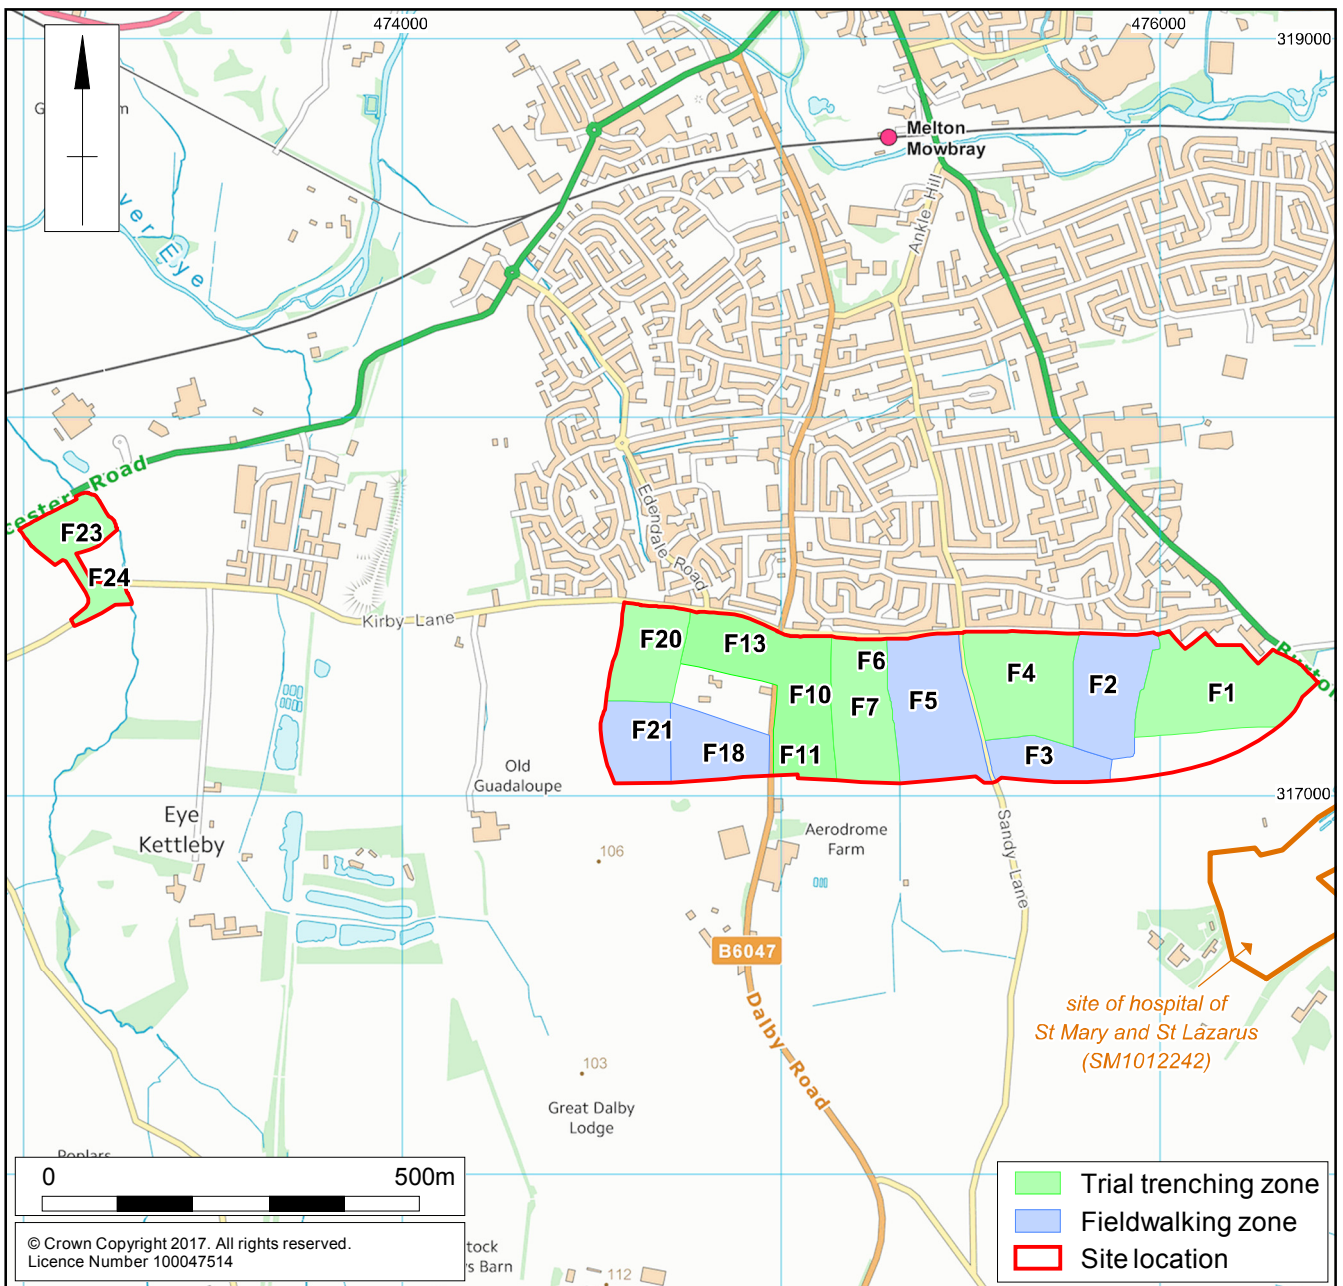 474000
476000
319000
Melton
Mowbray
Ankle Hill
ver Eye
cester Road
F23
F24
Edendale Road
Kirby Lane
Burton
F20
F13
F6
F4
F2
F1
F10
F7
F5
F21
F18
F11
F3
Old
Guadaloupe
317000
Eye
Kettleby
Aerodrome
Farm
Sandy Lane
106
B6047
site of hospital of
St Mary and St Lazarus
(SM1012242)
Dalby Road
103
Great Dalby
Lodge
Poplars
0 500m
Trial trenching zone
Fieldwalking zone
Site location
© Crown Copyright 2017. All rights reserved.
Licence Number 100047514
tock
s Barn
112